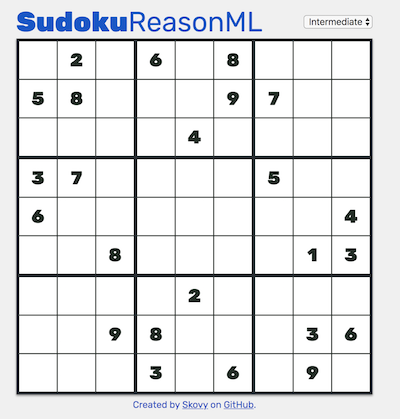 SudokuReasonML
Intermediate
2 6 8
5 8 9 7
4
3 7 5
6 4
8 1 3
2
9 8 3 6
3 6 9
Created by Skovy on GitHub.